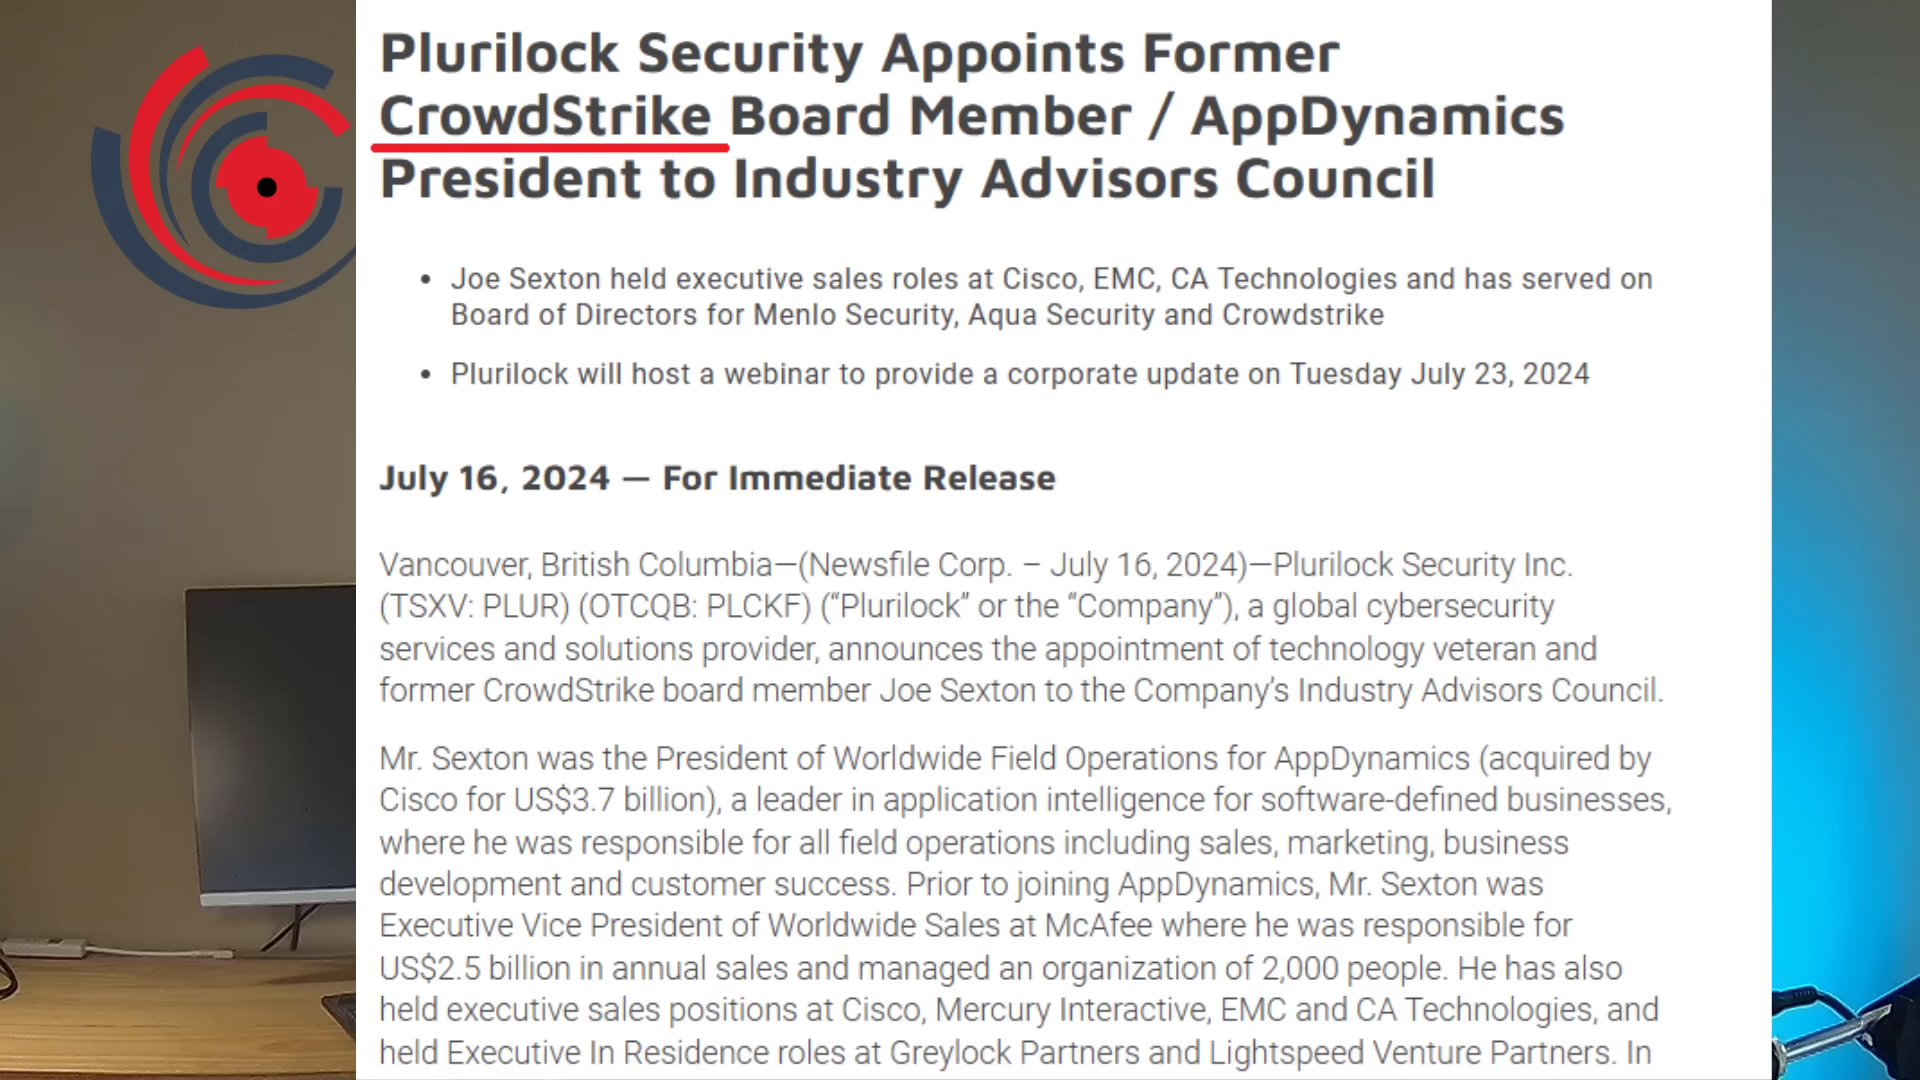 Plurilock Security Appoints Former
CrowdStrike Board Member / AppDynamics
President to Industry Advisors Council
• Joe Sexton held executive sales roles at Cisco, EMC, CA Technologies and has served on
Board of Directors for Menlo Security, Aqua Security and Crowdstrike
• Plurilock will host a webinar to provide a corporate update on Tuesday July 23, 2024
July 16, 2024 — For Immediate Release
Vancouver, British Columbia—(Newsfile Corp. – July 16, 2024)—Plurilock Security Inc.
(TSXV: PLUR) (OTCQB: PLCKF) (“Plurilock” or the “Company”), a global cybersecurity
services and solutions provider, announces the appointment of technology veteran and
former CrowdStrike board member Joe Sexton to the Company’s Industry Advisors Council.
Mr. Sexton was the President of Worldwide Field Operations for AppDynamics (acquired by
Cisco for US$3.7 billion), a leader in application intelligence for software-defined businesses,
where he was responsible for all field operations including sales, marketing, business
development and customer success. Prior to joining AppDynamics, Mr. Sexton was
Executive Vice President of Worldwide Sales at McAfee where he was responsible for
US$2.5 billion in annual sales and managed an organization of 2,000 people. He has also
held executive sales positions at Cisco, Mercury Interactive, EMC and CA Technologies, and
held Executive In Residence roles at Greylock Partners and Lightspeed Venture Partners. In